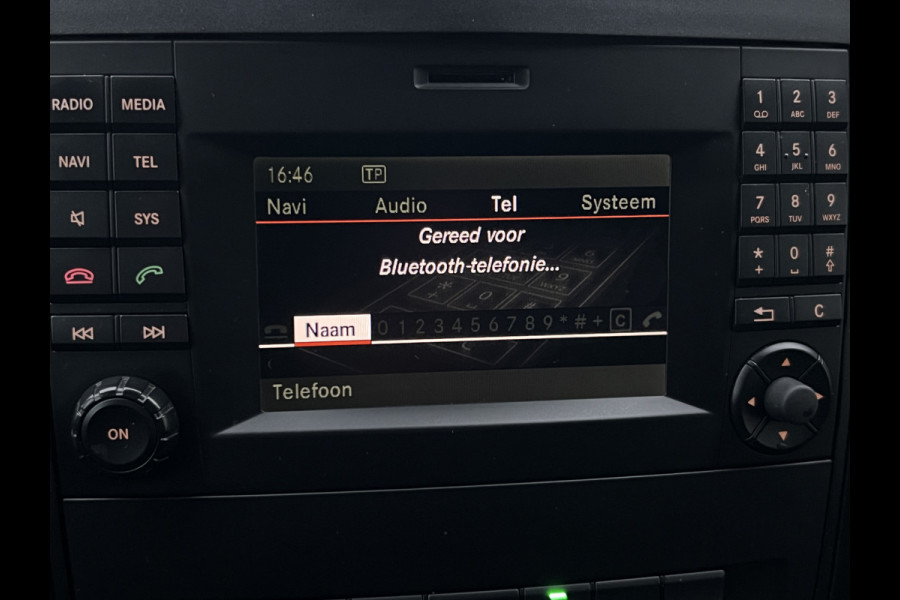 RADIO MEDIA
NAVI TEL
SYS
ON
16:46 TP
Navi Audio Tel Systeem
Gereed voor
Bluetooth-telefonie...
Naam 0 1 2 3 4 5 6 7 8 9 * # + C
Telefoon
1 2 ABC 3 DEF
4 GHI 5 JKL 6 MNO
7 PQRS 8 TUV 9 WXYZ
* + 0 #
C